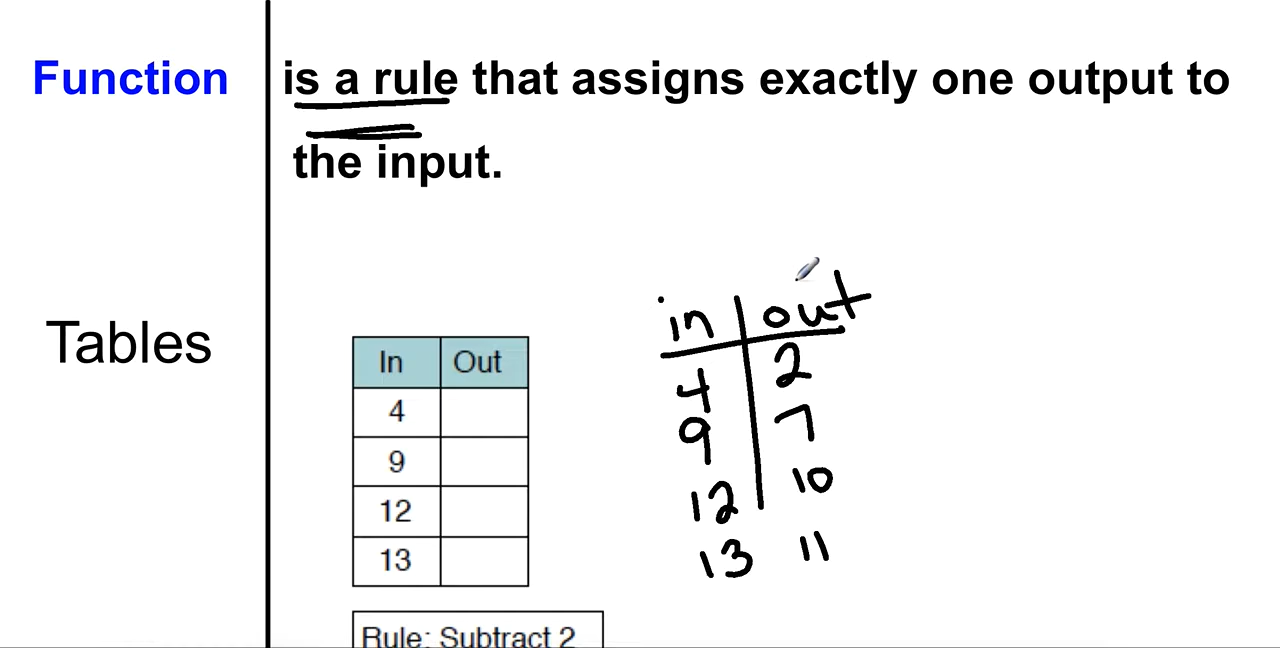 Function is a rule that assigns exactly one output to
the input.
Tables
In Out
4
9
12
13
Rule: Subtract 2
in out
4 2
9 7
12 10
13 11